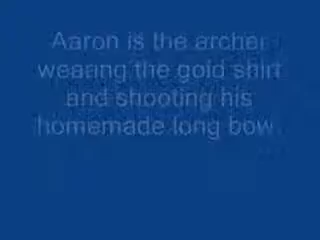 Aaron is the archer
wearing the gold shirt
and shooting his
homemade long bow.